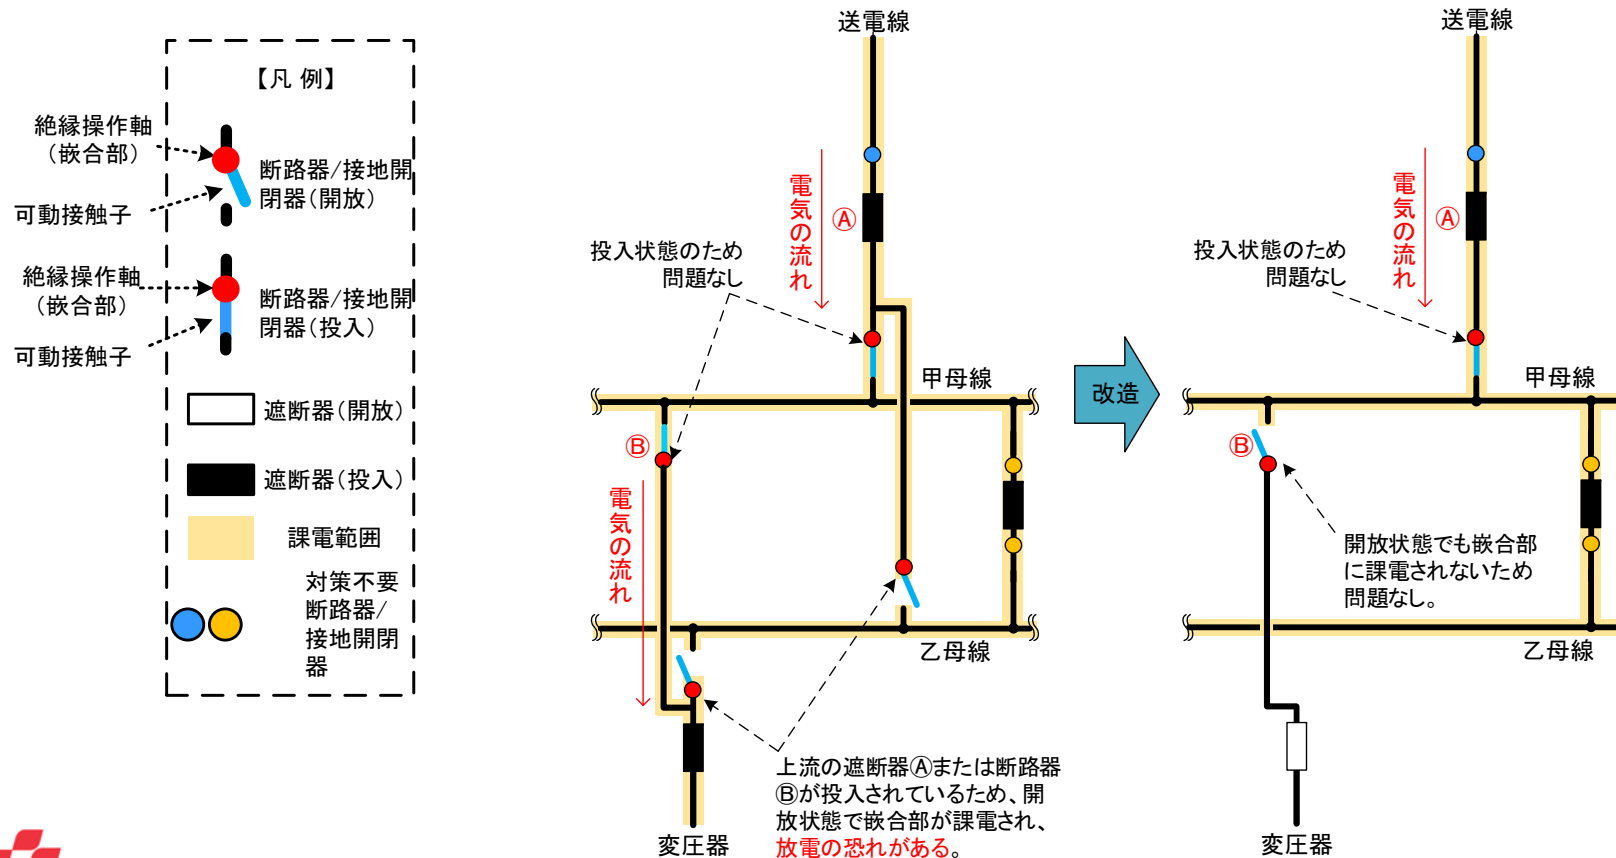 【凡 例】
絶縁操作軸
（嵌合部）
可動接触子
断路器/接地開
閉器（開放）
絶縁操作軸
（嵌合部）
可動接触子
断路器/接地開
閉器（投入）
遮断器（開放）
遮断器（投入）
課電範囲
対策不要
断路器/
接地開閉
器
送電線
電気の流れ
Ⓐ
投入状態のため
問題なし
甲母線
Ⓑ
電気の流れ
乙母線
変圧器
上流の遮断器Ⓐまたは断路器
Ⓑが投入されているため、開
放状態で嵌合部が課電され、
放電の恐れがある。
改造
送電線
電気の流れ
Ⓐ
投入状態のため
問題なし
甲母線
Ⓑ
開放状態でも嵌合部
に課電されないため
問題なし。
乙母線
変圧器